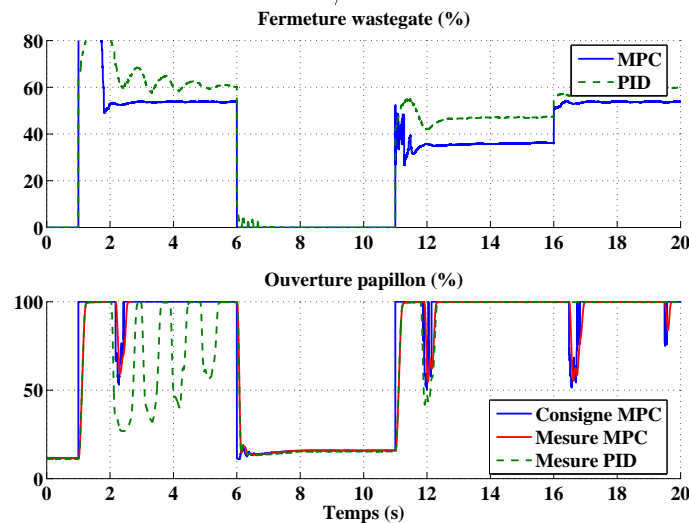 Fermeture wastegate (%)
80
60
40
20
0
MPC
PID
0 2 4 6 8 10 12 14 16 18 20
Ouverture papillon (%)
100
50
0
Consigne MPC
Mesure MPC
Mesure PID
0 2 4 6 8 10 12 14 16 18 20
Temps (s)